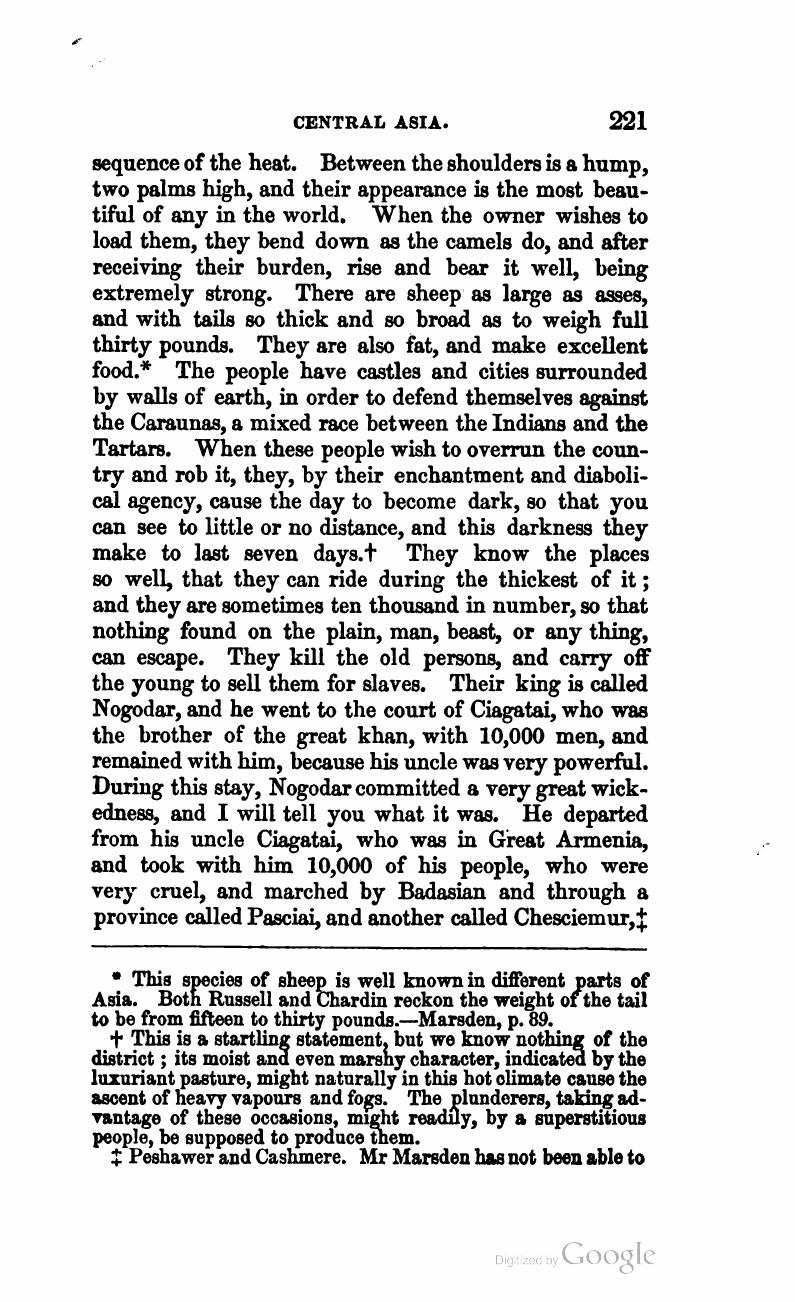 CENTRAL ASIA. 221
sequence of the heat. Between the shoulders is a hump,
two palms high, and their appearance is the most beau-
tiful of any in the world. When the owner wishes to
load them, they bend down as the camels do, and after
receiving their burden, rise and bear it well, being
extremely strong. There are sheep as large as asses,
and with tails so thick and so broad as to weigh full
thirty pounds. They are also fat, and make excellent
food.* The people have castles and cities surrounded
by walls of earth, in order to defend themselves against
the Caraunas, a mixed race between the Indians and the
Tartars. When these people wish to overrun the coun-
try and rob it, they, by their enchantment and diaboli-
cal agency, cause the day to become dark, so that you
can see to little or no distance, and this darkness they
make to last seven days.† They know the places
so well, that they can ride during the thickest of it;
and they are sometimes ten thousand in number, so that
nothing found on the plain, man, beast, or any thing,
can escape. They kill the old persons, and carry off
the young to sell them for slaves. Their king is called
Nogodar, and he went to the court of Ciagatai, who was
the brother of the great khan, with 10,000 men, and
remained with him, because his uncle was very powerful.
During this stay, Nogodar committed a very great wick-
edness, and I will tell you what it was. He departed
from his uncle Ciagatai, who was in Great Armenia,
and took with him 10,000 of his people, who were
very cruel, and marched by Badasian and through a
province called Pasciai, and another called Chesciemur,‡
* This species of sheep is well known in different parts of
Asia. Both Russell and Chardin reckon the weight of the tail
to be from fifteen to thirty pounds.—Marsden, p. 89.
† This is a startling statement, but we know nothing of the
district; its moist and even marshy character, indicated by the
luxuriant pasture, might naturally in this hot climate cause the
ascent of heavy vapours and fogs. The plunderers, taking ad-
vantage of these occasions, might readily, by a superstitious
people, be supposed to produce them.
‡ Peshawer and Cashmere. Mr Marsden has not been able to
Digitized by Google